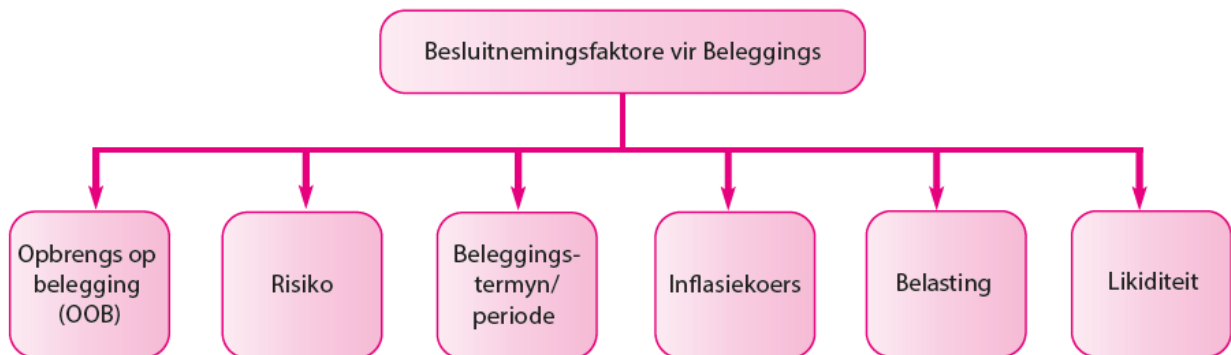 Besluitnemingsfaktore vir Beleggings
Opbrengs op
belegging
(OOB)
Risiko
Beleggings-
termyn/
periode
Inflasiekoers
Belasting
Likiditeit